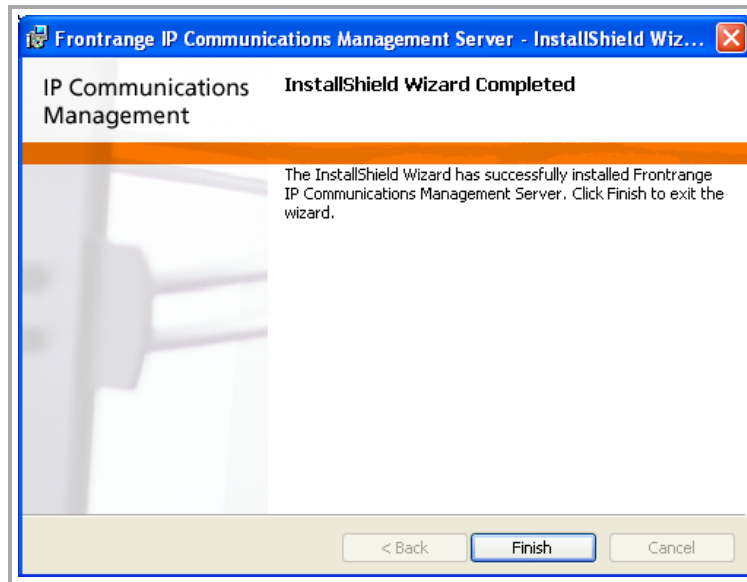 Frontrange IP Communications Management Server - InstallShield Wiz...
IP Communications
Management
InstallShield Wizard Completed
The InstallShield Wizard has successfully installed Frontrange
IP Communications Management Server. Click Finish to exit the
wizard.
< Back
Finish
Cancel